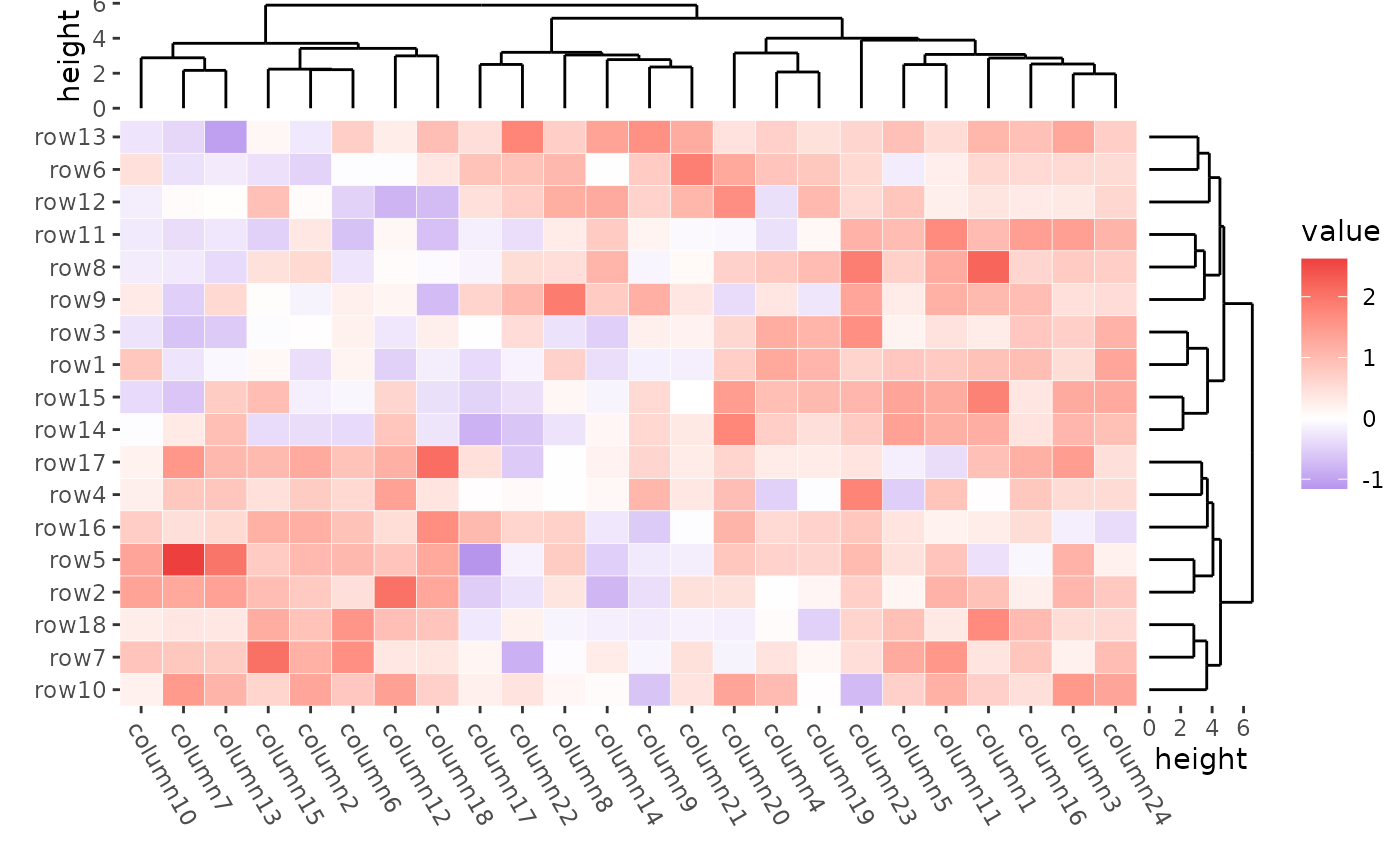 height
6
4
2
0
row13
row6
row12
row11
row8
row9
row3
row1
row15
row14
row17
row4
row16
row5
row2
row18
row7
row10
column10
column7
column13
column15
column2
column6
column12
column18
column17
column22
column8
column14
column9
column21
column20
column4
column19
column23
column5
column11
column1
column16
column3
column24
0 2 4 6
height
value
2
1
0
-1